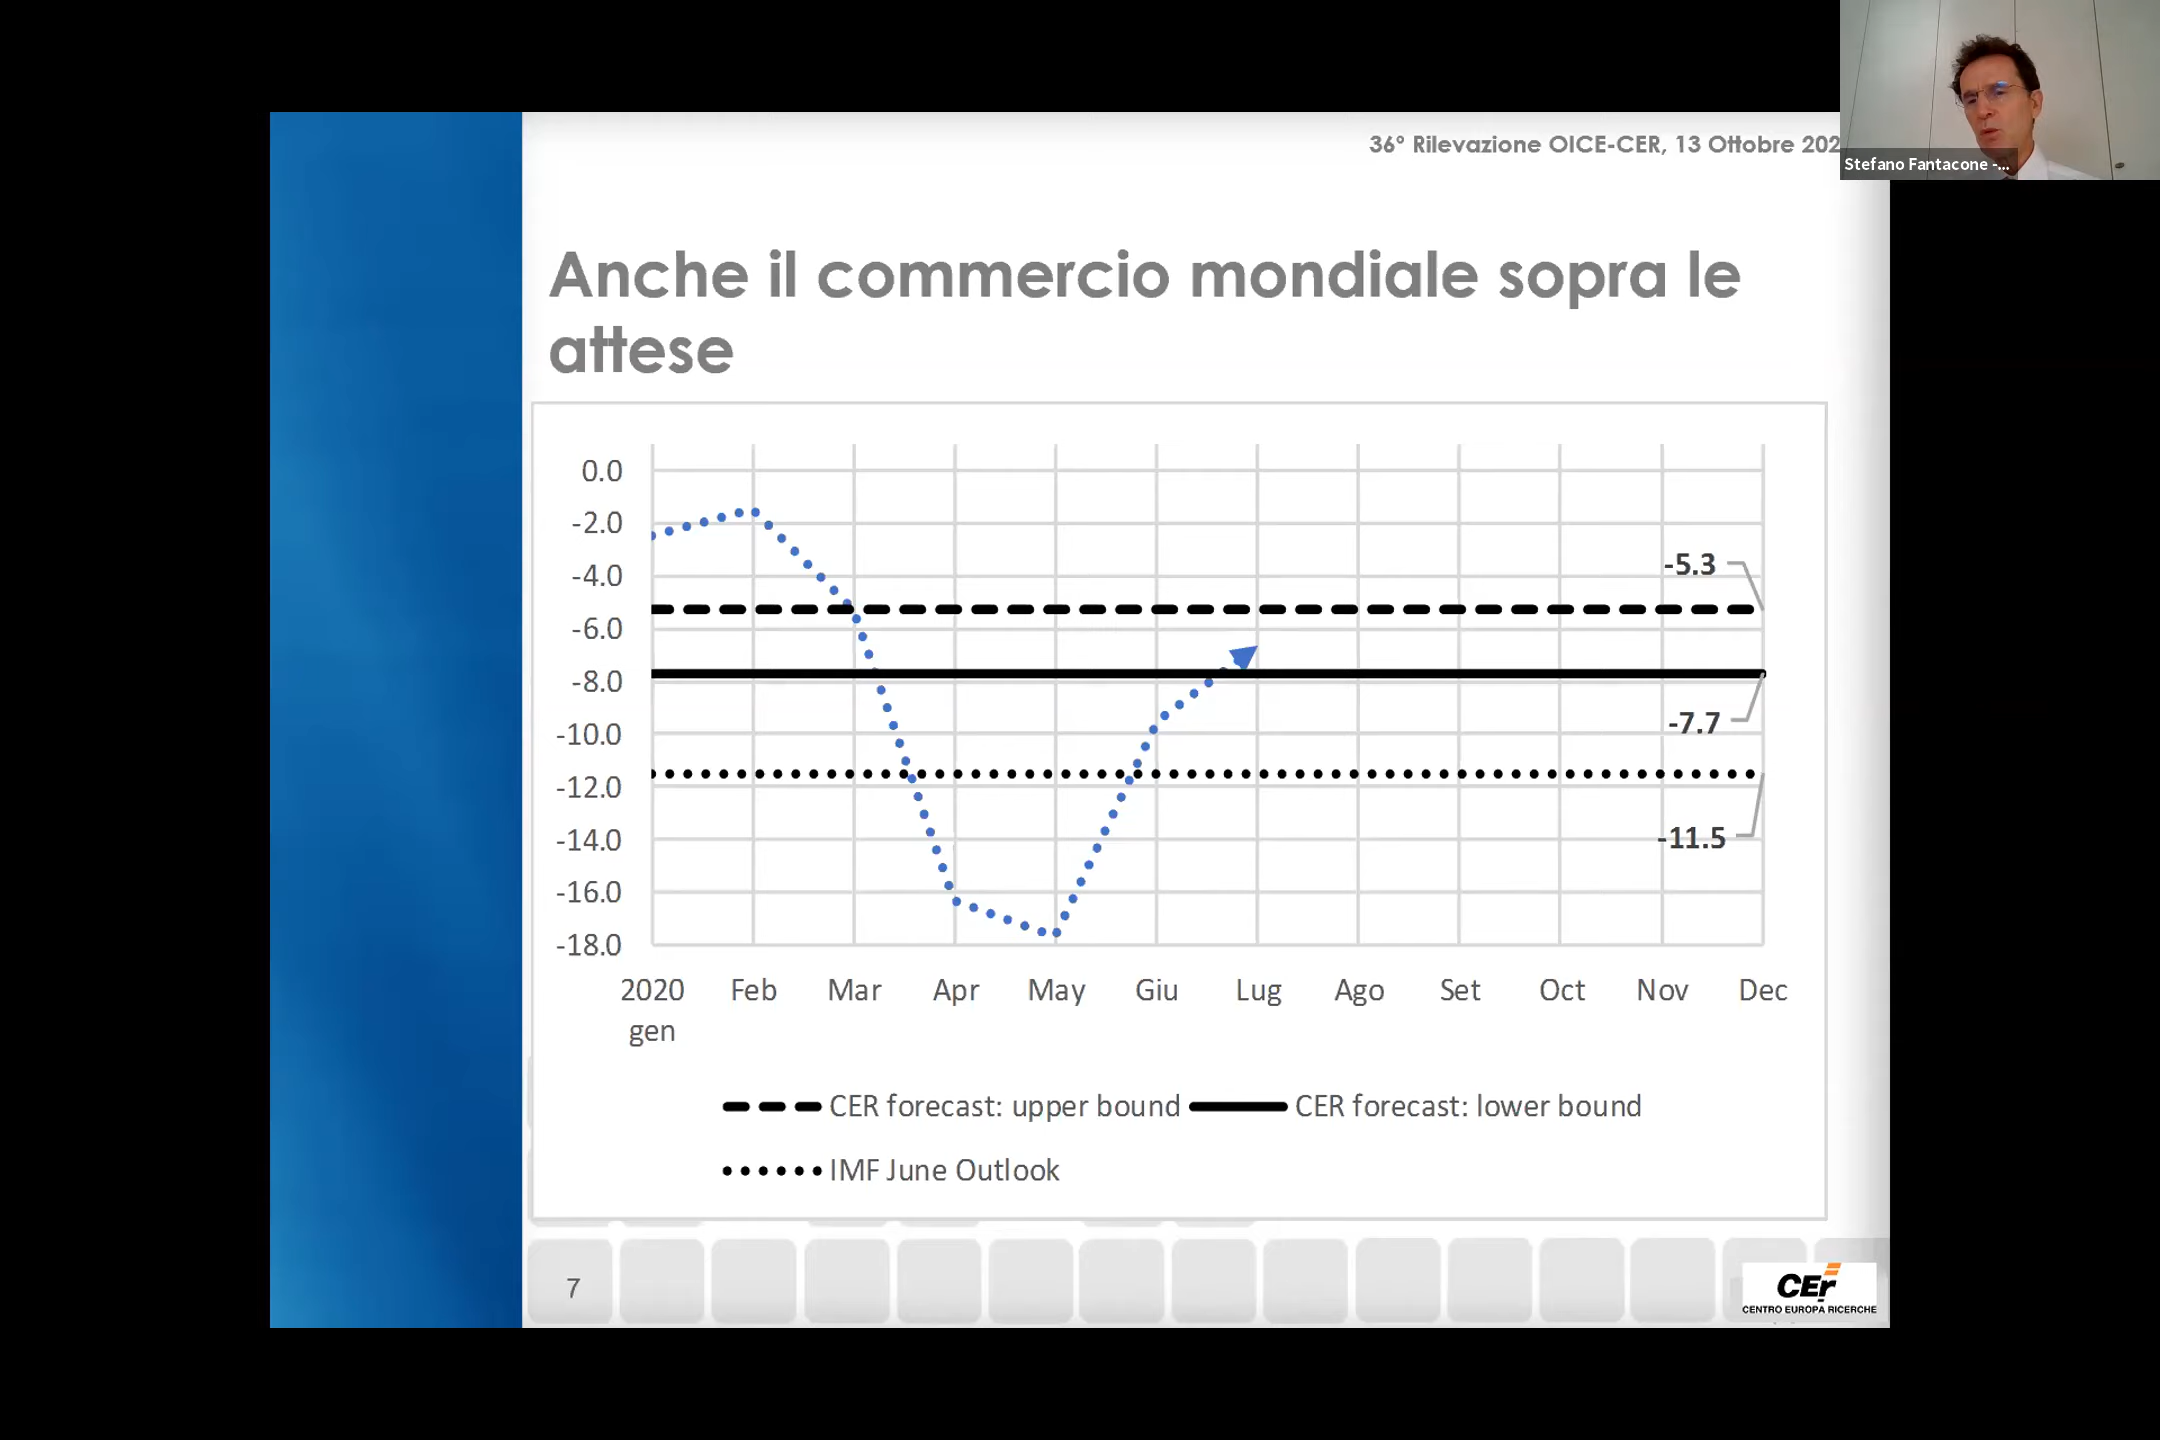 36° Rilevazione OICE-CER, 13 Ottobre 202
Stefano Fantacone -...
Anche il commercio mondiale sopra le
attese
0.0
-2.0
-4.0
-6.0
-8.0
-10.0
-12.0
-14.0
-16.0
-18.0
-5.3
-7.7
-11.5
2020 Feb Mar Apr May Giu Lug Ago Set Oct Nov Dec
gen
CER forecast: upper bound CER forecast: lower bound
IMF June Outlook
7
CEr
CENTRO EUROPA RICERCHE